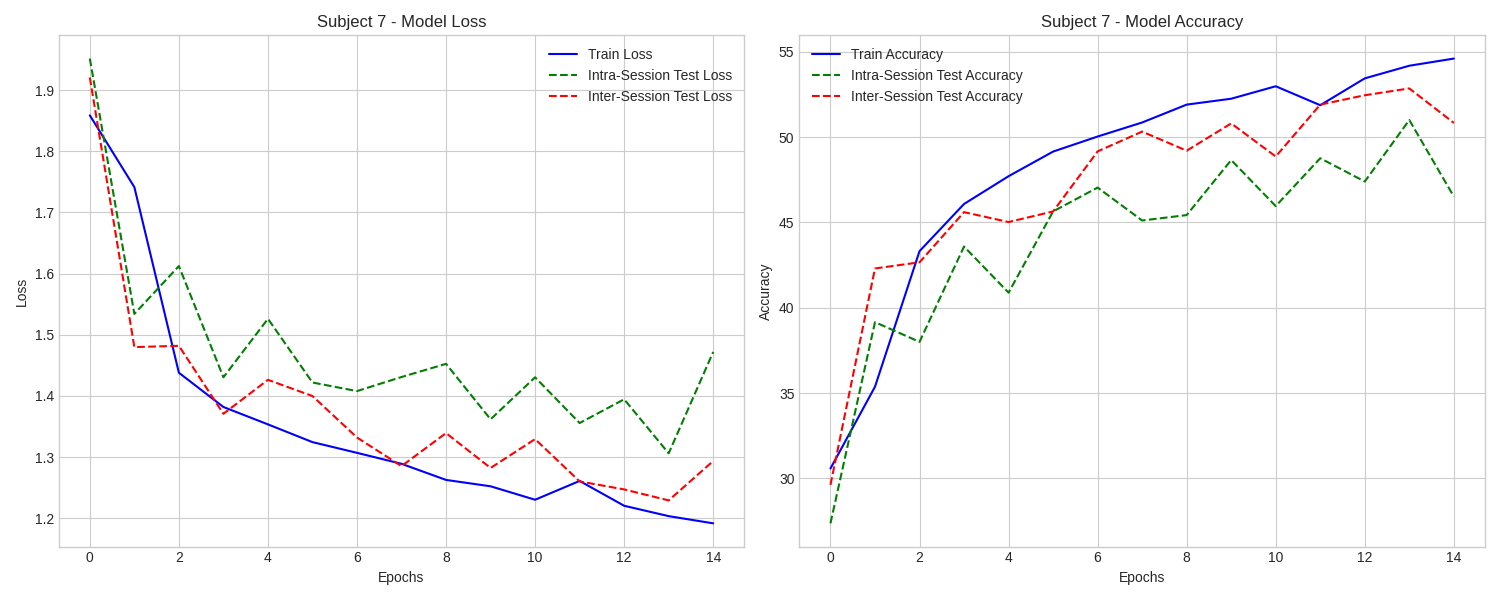 Subject 7 - Model Loss
Train Loss
Intra-Session Test Loss
Inter-Session Test Loss
Loss
1.9
1.8
1.7
1.6
1.5
1.4
1.3
1.2
0 2 4 6 8 10 12 14
Epochs
Subject 7 - Model Accuracy
Train Accuracy
Intra-Session Test Accuracy
Inter-Session Test Accuracy
Accuracy
55
50
45
40
35
30
0 2 4 6 8 10 12 14
Epochs